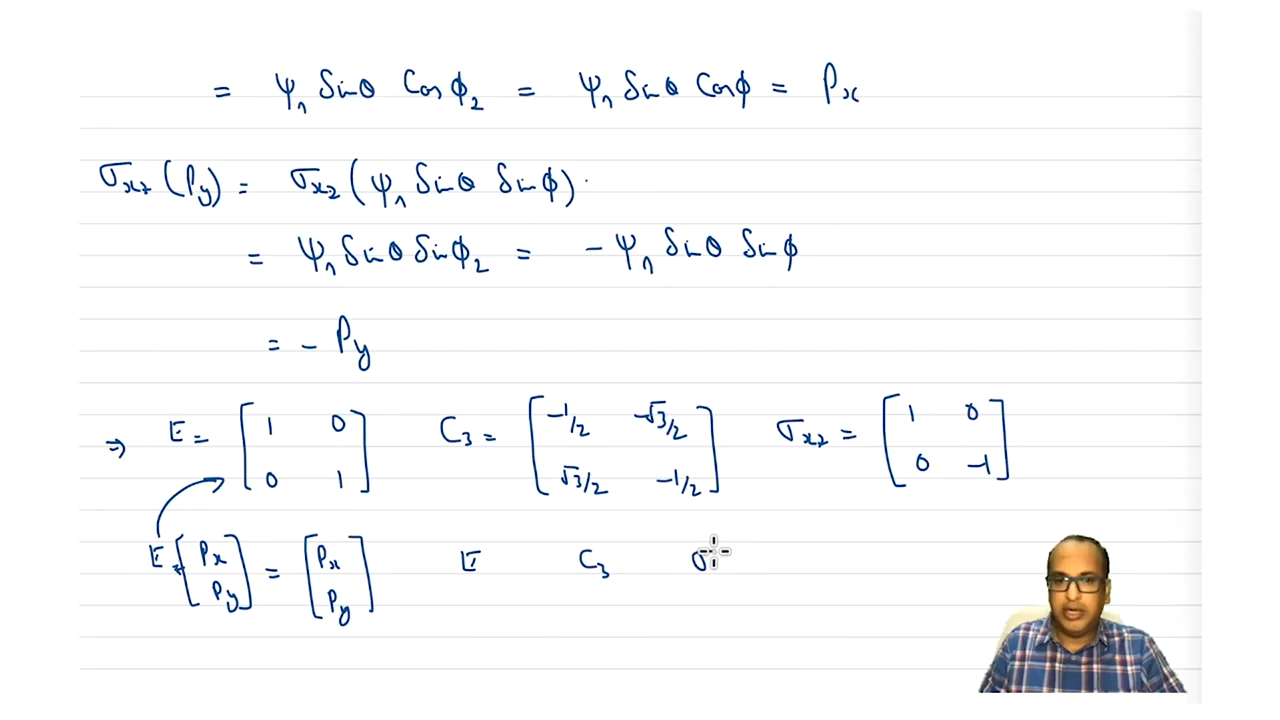 = ψₙ Sinθ Cosϕ₂ = ψₙ Sinθ Cosϕ = Pₓ
σxz (Py) = σxz (ψₙ Sinθ Sinϕ).
= ψₙ Sinθ Sinϕ₂ = - ψₙ Sinθ Sinϕ
= - Py
⇒ E = [1 0; 0 1] C₃ = [-1/2 -√3/2; √3/2 -1/2] σxz = [1 0; 0 -1]
E [Px; Py] = [Px; Py] E C₃ σ